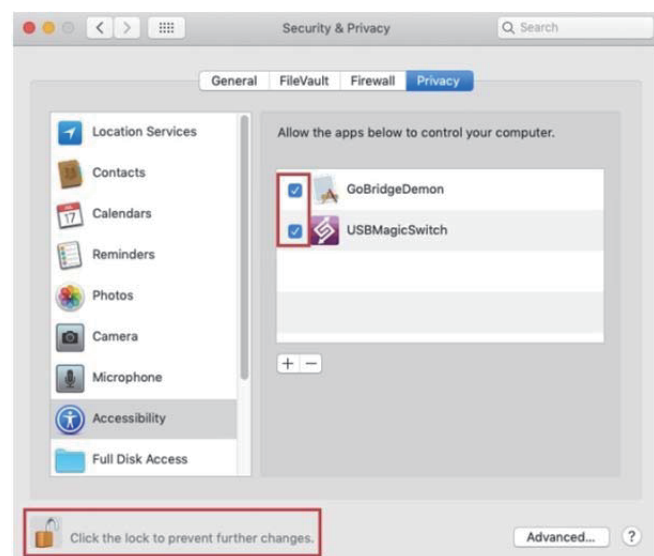 Security & Privacy
Search
General FileVault Firewall Privacy
Location Services
Contacts
17
Calendars
Reminders
Photos
Camera
Microphone
Accessibility
Full Disk Access
Allow the apps below to control your computer.
GoBridgeDemon
USBMagicSwitch
+ −
Click the lock to prevent further changes.
Advanced... ?